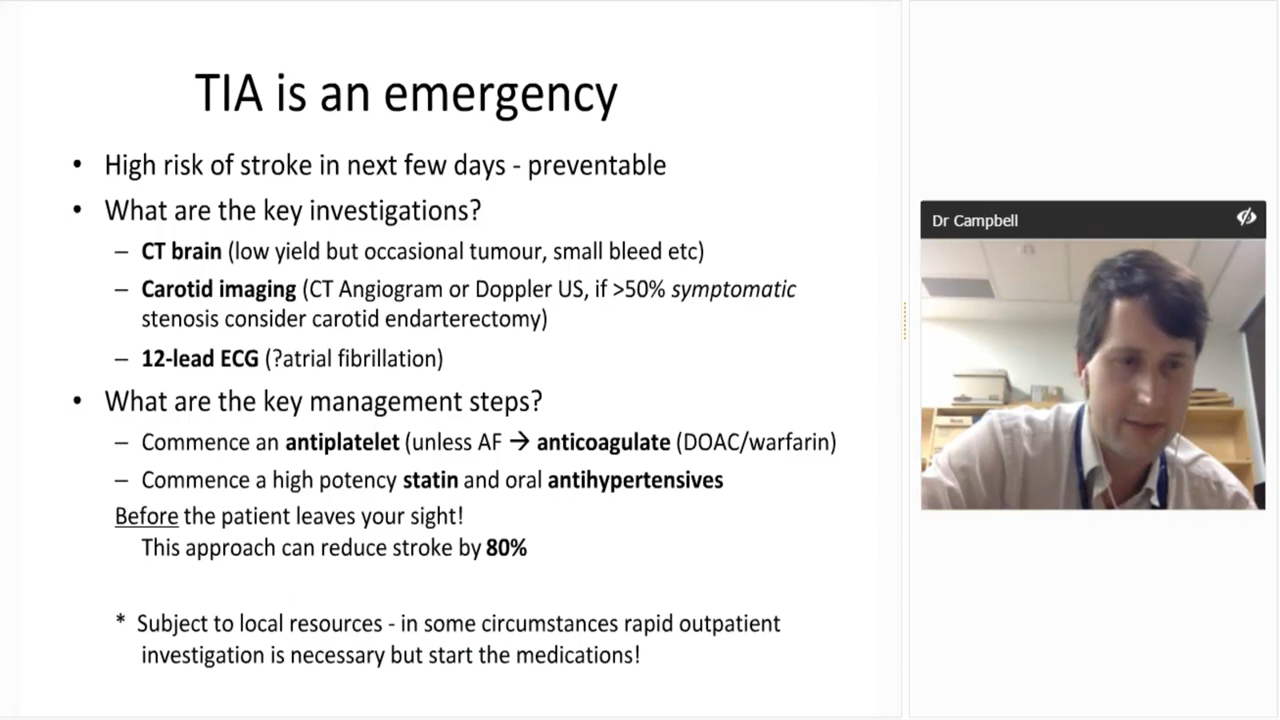 TIA is an emergency
• High risk of stroke in next few days - preventable
• What are the key investigations?
– CT brain (low yield but occasional tumour, small bleed etc)
– Carotid imaging (CT Angiogram or Doppler US, if >50% symptomatic
stenosis consider carotid endarterectomy)
– 12-lead ECG (?atrial fibrillation)
• What are the key management steps?
– Commence an antiplatelet (unless AF → anticoagulate (DOAC/warfarin)
– Commence a high potency statin and oral antihypertensives
Before the patient leaves your sight!
This approach can reduce stroke by 80%
* Subject to local resources - in some circumstances rapid outpatient
investigation is necessary but start the medications!
Dr Campbell